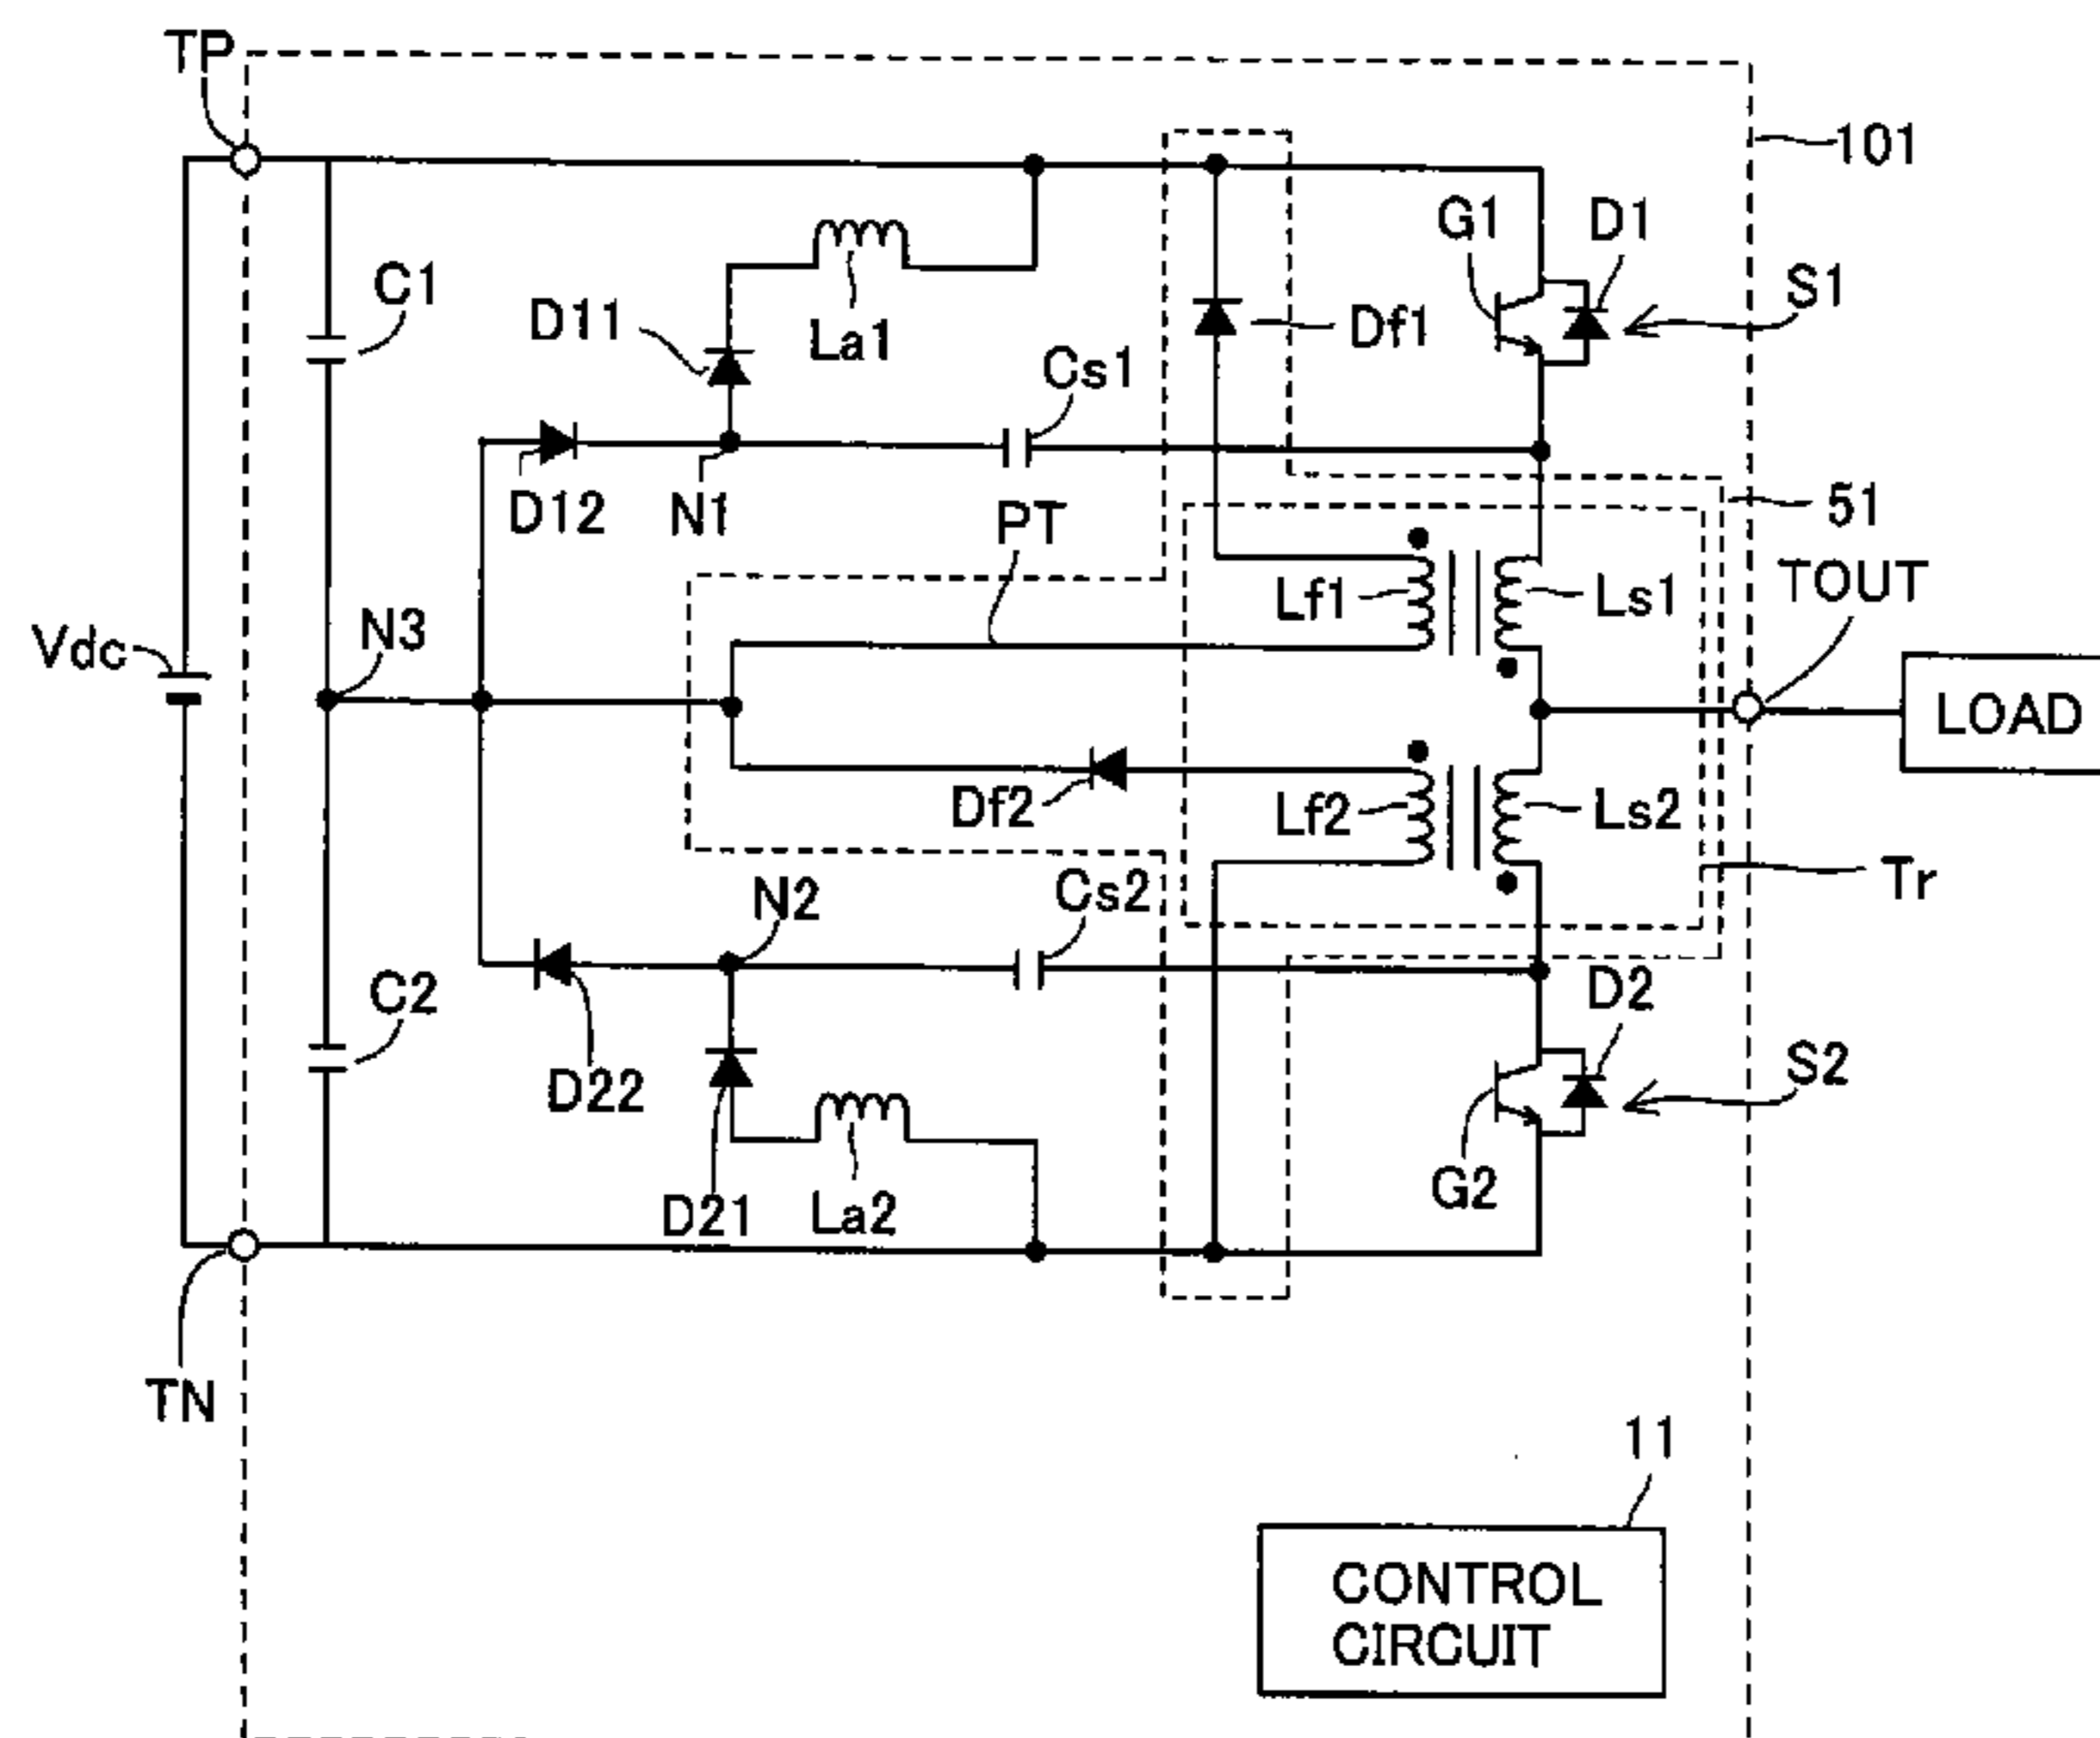 TP
101
G1
D1
S1
C1
D11
La1
Df1
Cs1
D12
N1
PT
51
TOUT
Lf1
Ls1
Vdc
N3
LOAD
Df2
Lf2
Ls2
N2
Cs2
Tr
C2
D22
D2
S2
D21
La2
G2
TN
11
CONTROL
CIRCUIT